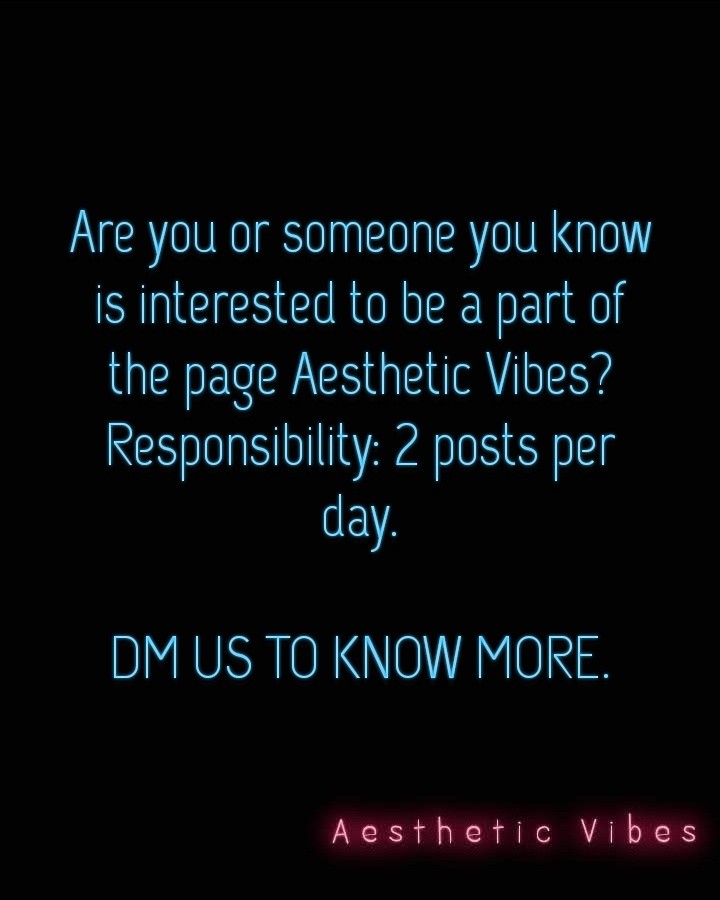 Are you or someone you know
is interested to be a part of
the page Aesthetic Vibes?
Responsibility: 2 posts per
day.
DM US TO KNOW MORE.
Aesthetic Vibes